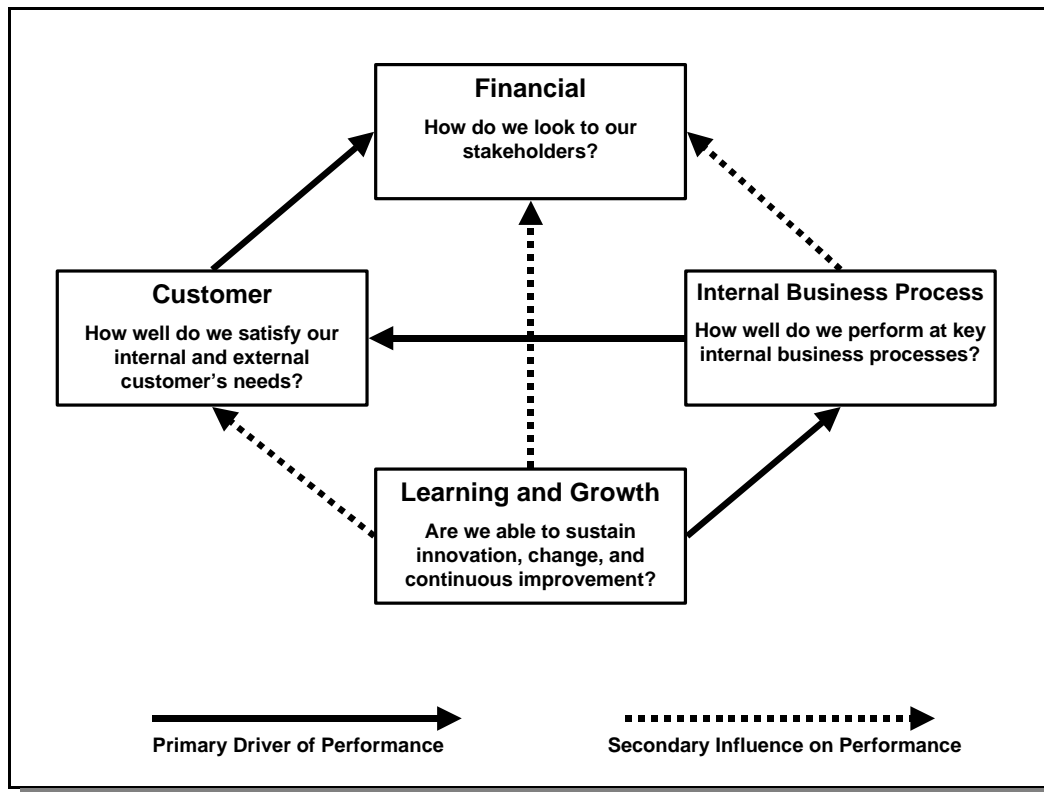 Financial
How do we look to our
stakeholders?
Customer
How well do we satisfy our
internal and external
customer’s needs?
Internal Business Process
How well do we perform at key
internal business processes?
Learning and Growth
Are we able to sustain
innovation, change, and
continuous improvement?
Primary Driver of Performance
Secondary Influence on Performance